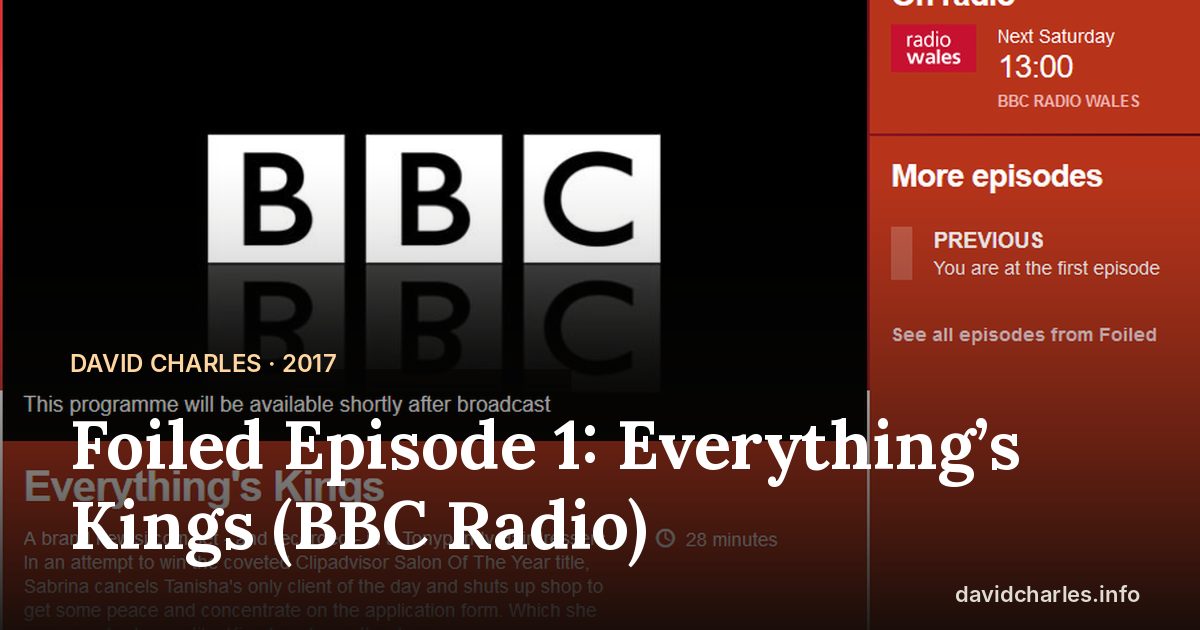 On radio
radio
wales
Next Saturday
13:00
BBC RADIO WALES
More episodes
PREVIOUS
You are at the first episode
See all episodes from Foiled
BBC
DAVID CHARLES · 2017
This programme will be available shortly after broadcast
Foiled Episode 1: Everything’s
Kings (BBC Radio)
Everything's Kings
A brand new sitcom
28 minutes
In an attempt to win the coveted Clipadvisor Salon Of The Year title,
Sabrina cancels Tanisha's only client of the day and shuts up shop to
get some peace and concentrate on the application form. Which she
davidcharles.info